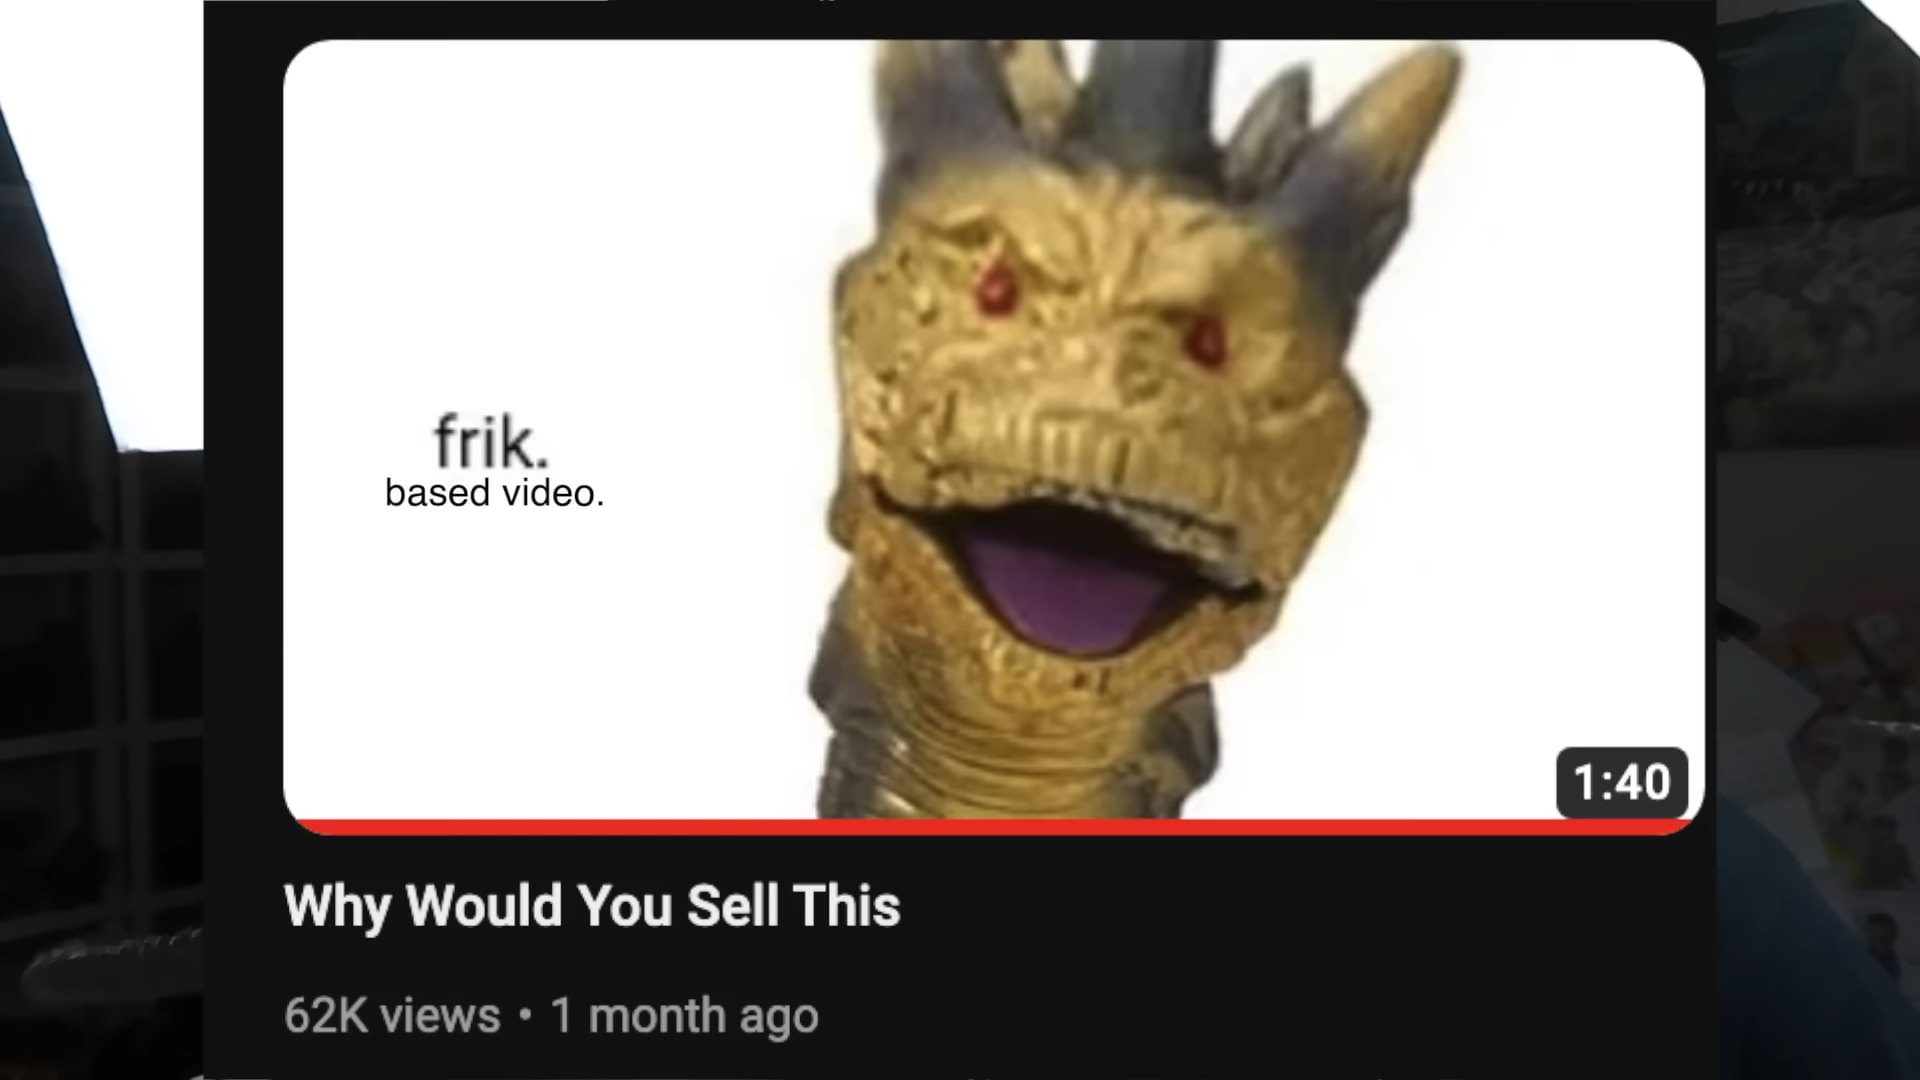 frik.
based video.
1:40
Why Would You Sell This
62K views • 1 month ago